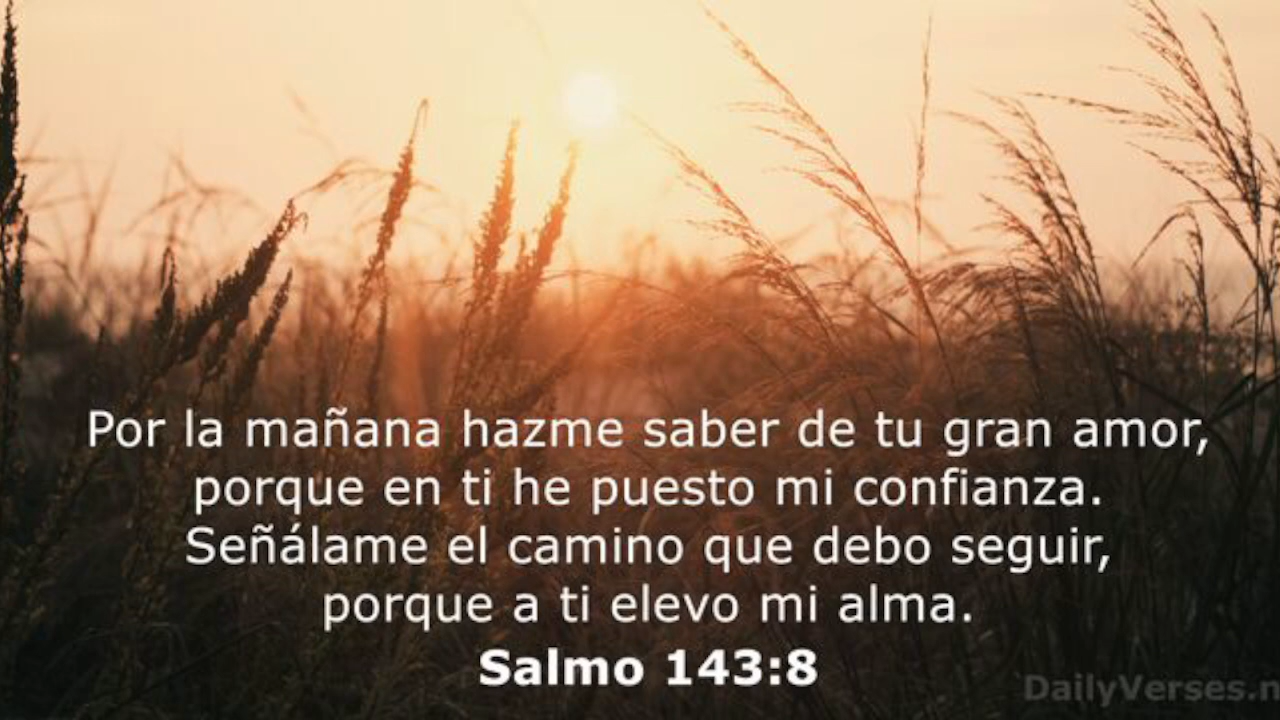 Por la mañana hazme saber de tu gran amor,
porque en ti he puesto mi confianza.
Señálame el camino que debo seguir,
porque a ti elevo mi alma.
Salmo 143:8
DailyVerses.n